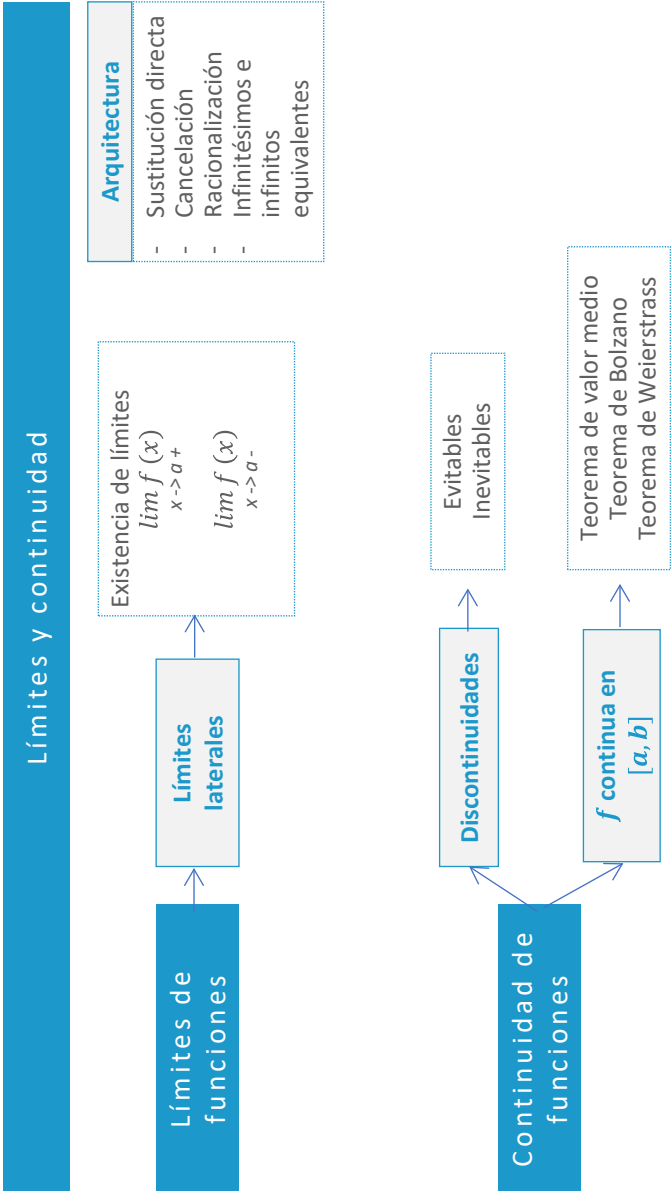 Límites y continuidad
Límites de
funciones
Límites
laterales
Existencia de límites
lim f (x)
x -> a +
lim f (x)
x -> a -
Arquitectura
- Sustitución directa
- Cancelación
- Racionalización
- Infinitésimos e
infinitos
equivalentes
Continuidad de
funciones
Discontinuidades
Evitables
Inevitables
f continua en
[a, b]
Teorema de valor medio
Teorema de Bolzano
Teorema de Weierstrass